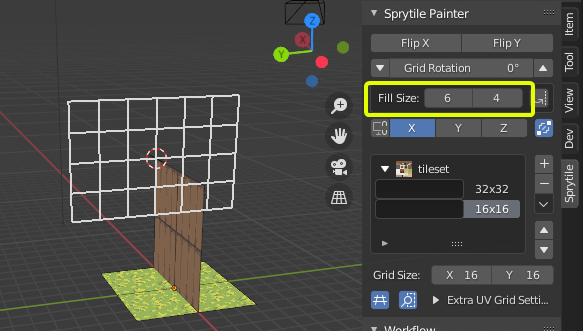 Sprytile Painter
Flip X
Flip Y
Grid Rotation 0°
Fill Size: 6 4
X Y Z
tileset
32x32
16x16
Grid Size: X 16 Y 16
Extra UV Grid Setti...
Workflow
Item
Tool
View
Sprytile
Dev
Z
X
Y